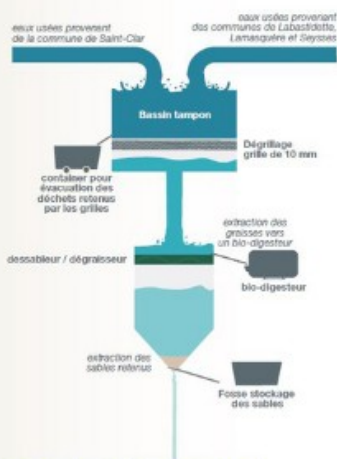 eaux usées provenant
de la commune de Saint-Clar
eaux usées provenant
des communes de Labastidette,
Lamasquère et Seysses
Bassin tampon
Dégrillage
grille de 10 mm
container pour
évacuation des
déchets retenus
par les grilles
extraction des
graisses vers
un bio-digesteur
dessableur / dégraisseur
bio-digesteur
extraction des
sables retenus
Fosse stockage
des sables